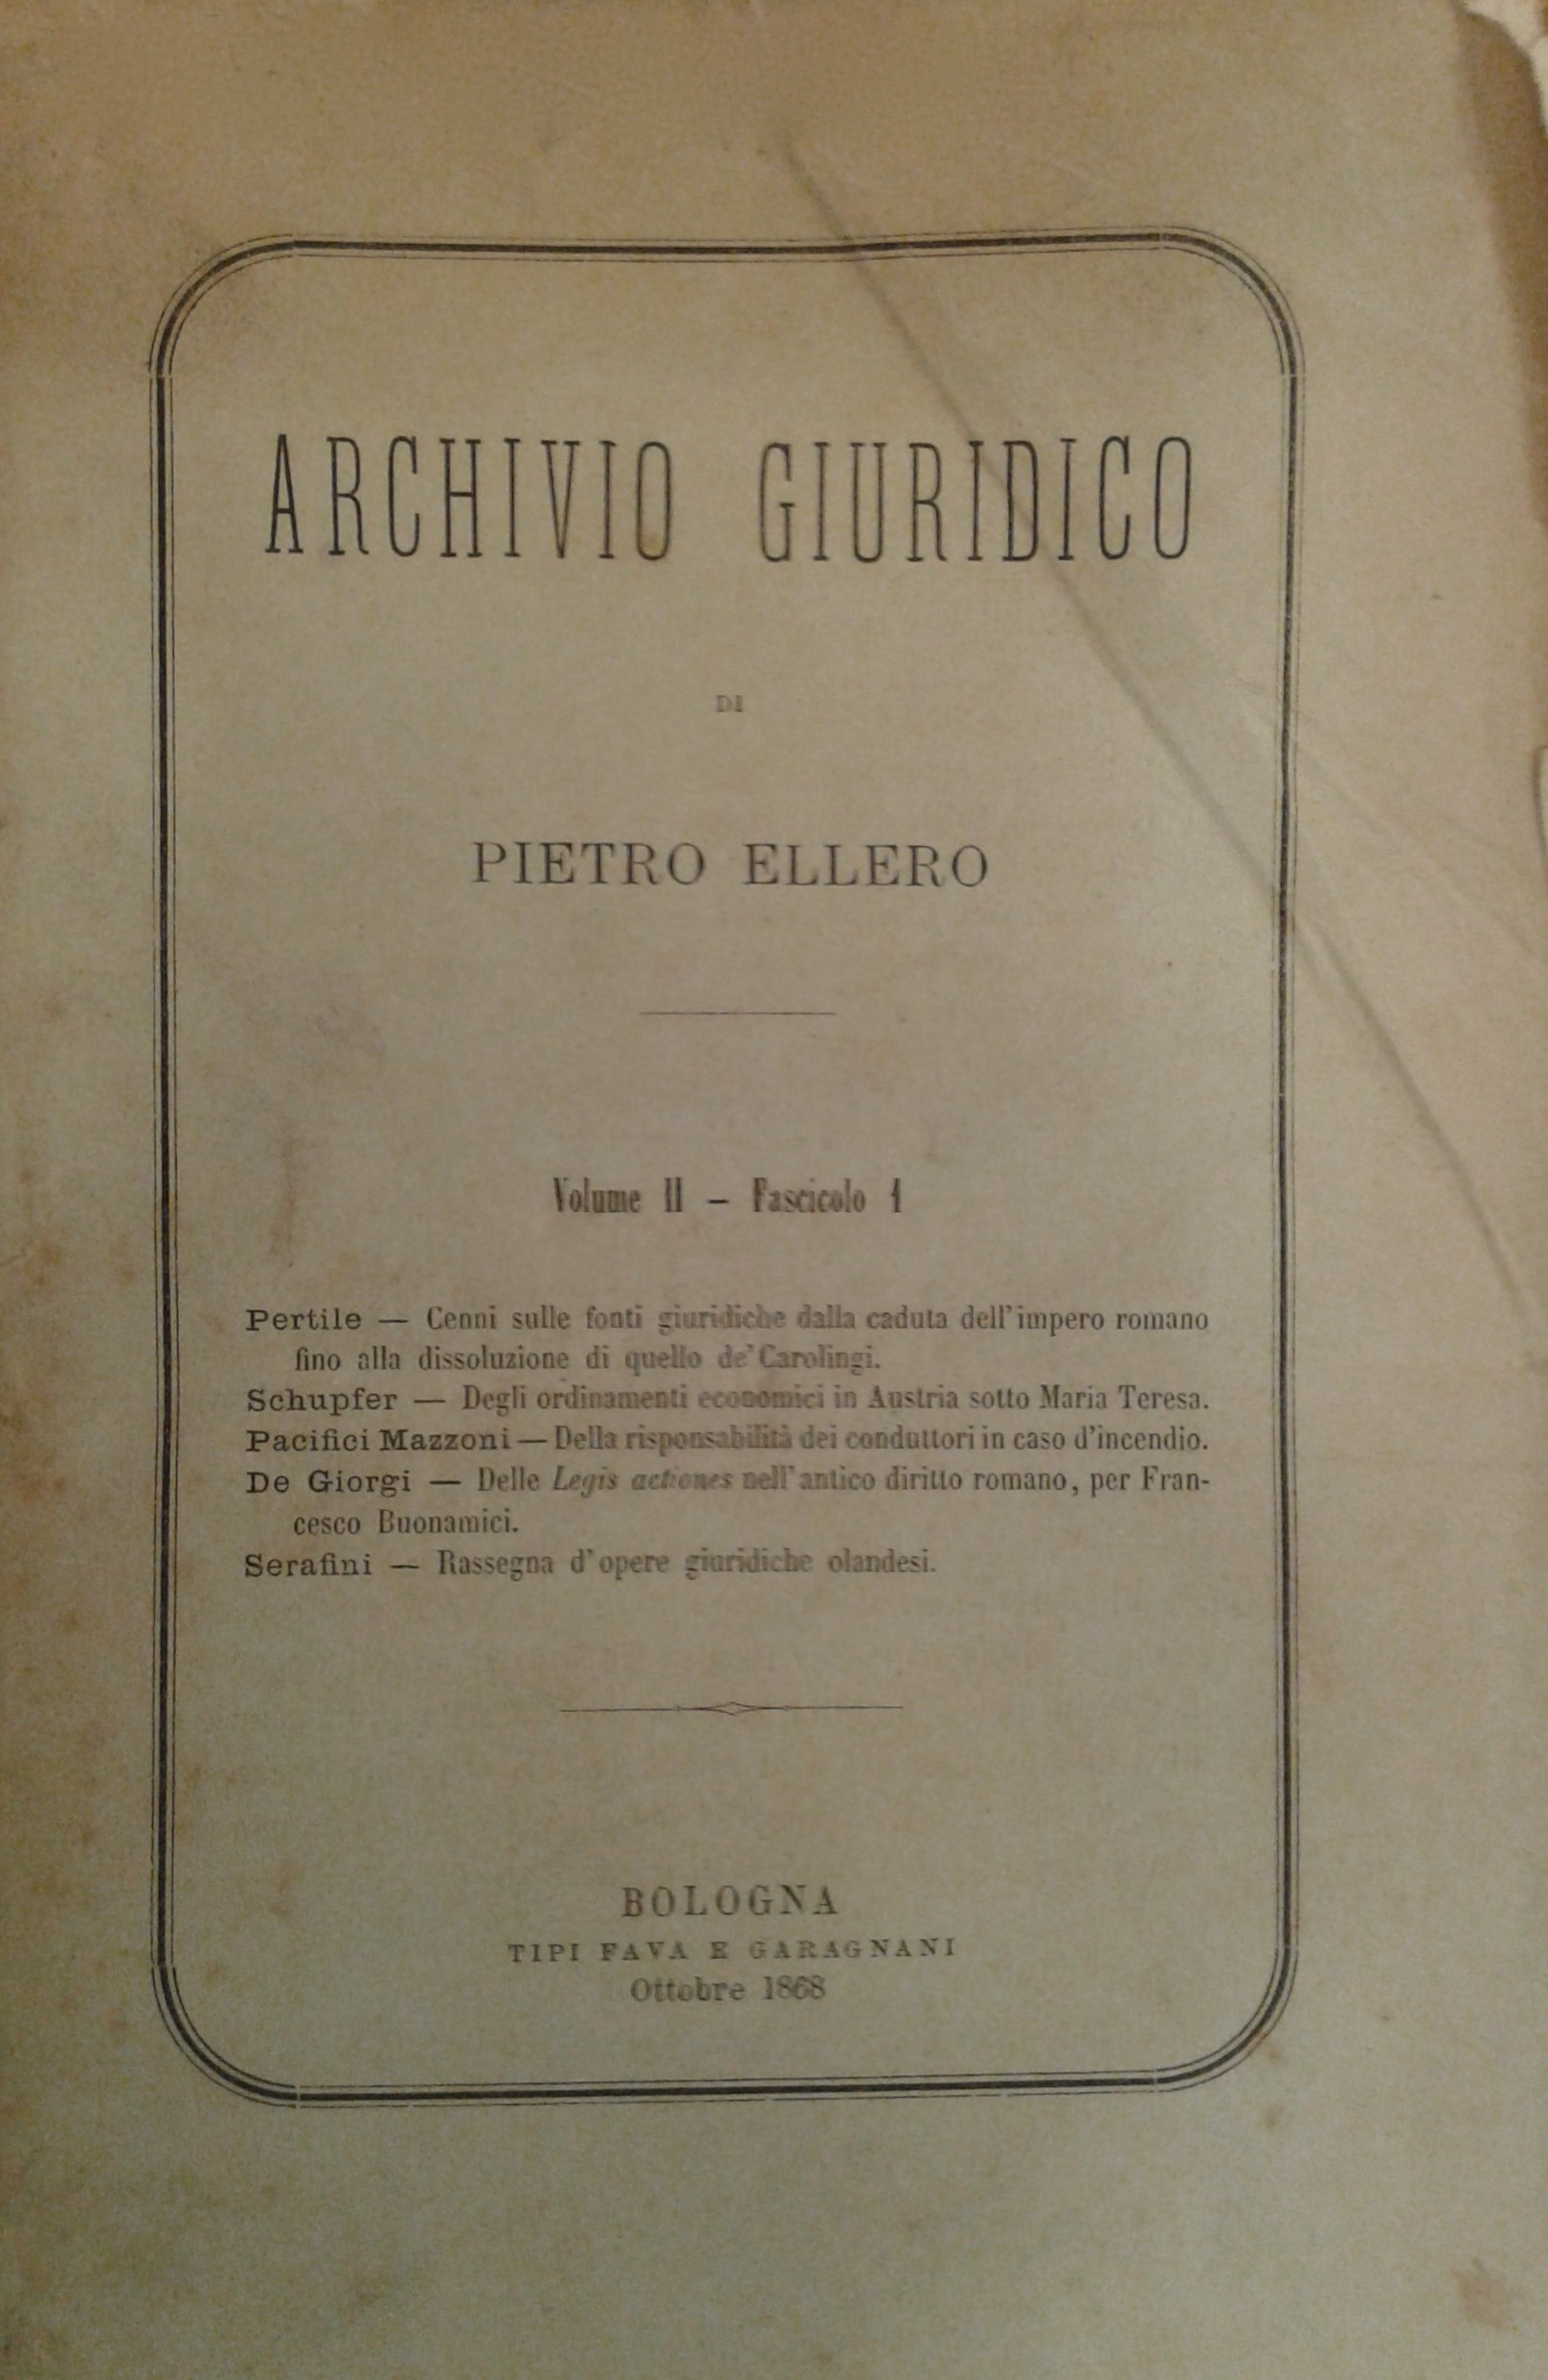 ARCHIVIO GIURIDICO
DI
PIETRO ELLERO
Volume II – Fascicolo 1
Pertile — Cenni sulle fonti giuridiche dalla caduta dell'impero romano
fino alla dissoluzione di quello de' Carolingi.
Schupfer — Degli ordinamenti economici in Austria sotto Maria Teresa.
Pacifici Mazzoni — Della risponsabilità dei conduttori in caso d'incendio.
De Giorgi — Delle Legis actiones nell'antico diritto romano, per Fran-
cesco Buonamici.
Serafini — Rassegna d'opere giuridiche olandesi.
BOLOGNA
TIPI FAVA E GARAGNANI
Ottobre 1868